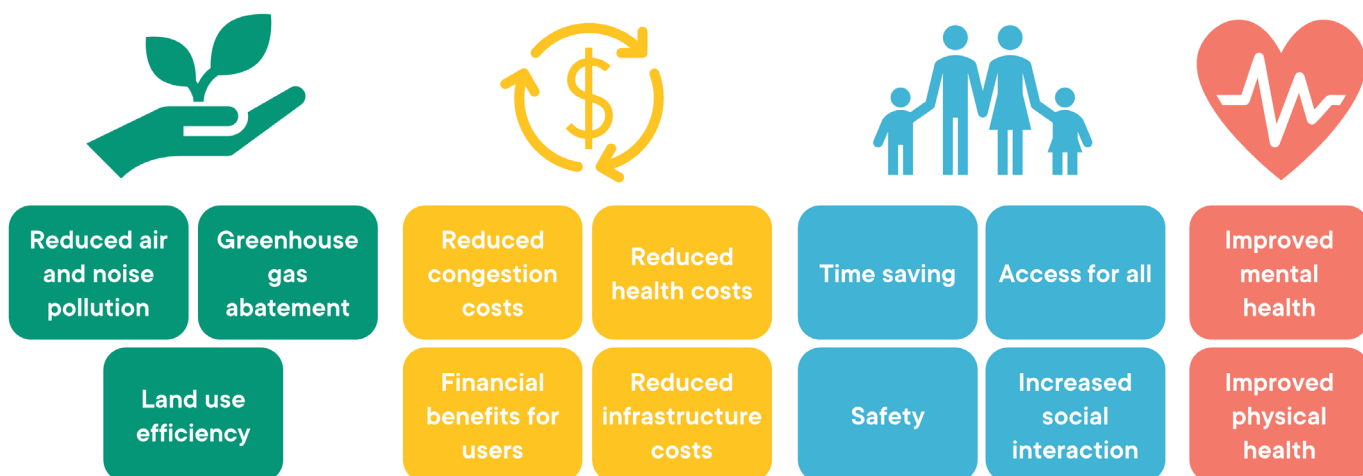 Reduced air
and noise
pollution
Greenhouse
gas
abatement
Land use
efficiency
Reduced
congestion
costs
Reduced
health costs
Financial
benefits for
users
Reduced
infrastructure
costs
Time saving
Access for all
Safety
Increased
social
interaction
Improved
mental
health
Improved
physical
health